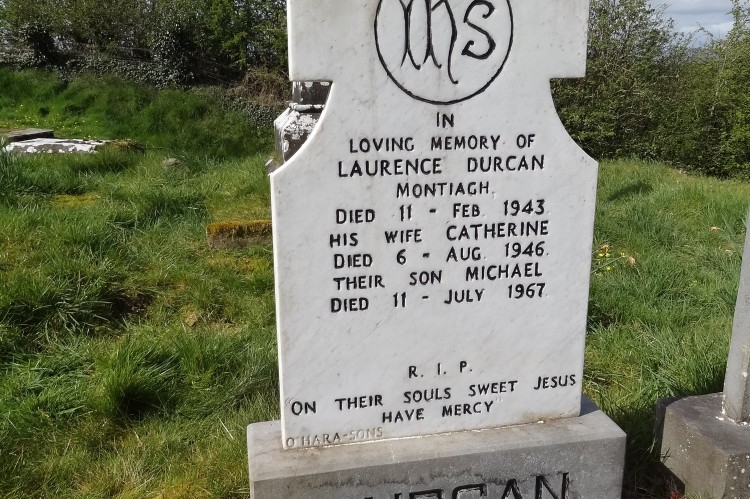 IHS
IN
LOVING MEMORY OF
LAURENCE DURCAN
MONTIAGH
DIED 11 - FEB. 1943.
HIS WIFE CATHERINE
DIED 6 - AUG. 1946.
THEIR SON MICHAEL
DIED 11 - JULY 1967.
R. I. P.
"ON THEIR SOULS SWEET JESUS
HAVE MERCY"
O'HARA-SONS
DURCAN